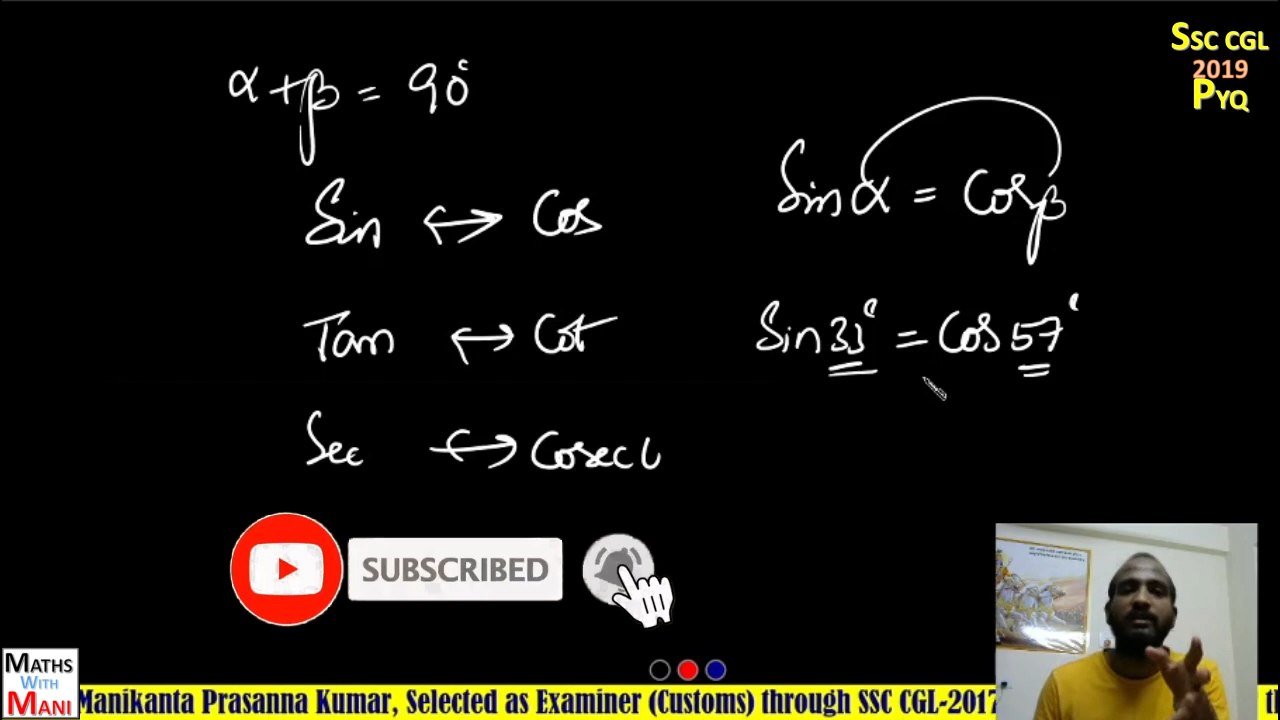 α + β = 90°
Sin ↔ Cos
Tan ↔ Cot
Sec ↔ Cosec
Sin α = Cos β
Sin 33° = Cos 57°
SSC CGL
2019
PYQ
SUBSCRIBED
MATHS
WITH
MANI
Manikanta Prasanna Kumar, Selected as Examiner (Customs) through SSC CGL-2017